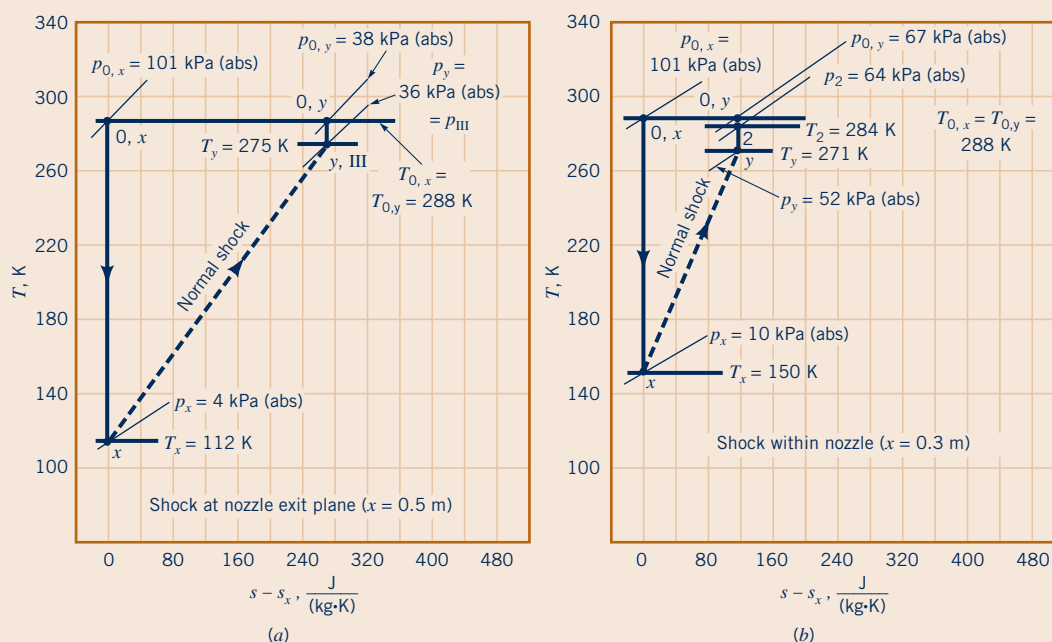 340
300
260
220
180
140
100
T, K
p0, x = 101 kPa (abs)
p0, y = 38 kPa (abs)
py =
36 kPa (abs)
= pIII
0, y
0, x
Ty = 275 K
y, III
T0, x =
T0,y = 288 K
Normal shock
px = 4 kPa (abs)
Tx = 112 K
x
Shock at nozzle exit plane (x = 0.5 m)
0 80 160 240 320 400 480
s – sx , J
(kg•K)
(a)
340
300
260
220
180
140
100
T, K
p0, x =
101 kPa (abs)
p0, y = 67 kPa (abs)
p2 = 64 kPa (abs)
0, y
0, x
T2 = 284 K
2
Ty = 271 K
y
T0, x = T0,y =
288 K
py = 52 kPa (abs)
Normal shock
px = 10 kPa (abs)
Tx = 150 K
x
Shock within nozzle (x = 0.3 m)
0 80 160 240 320 400 480
s – sx , J
(kg•K)
(b)